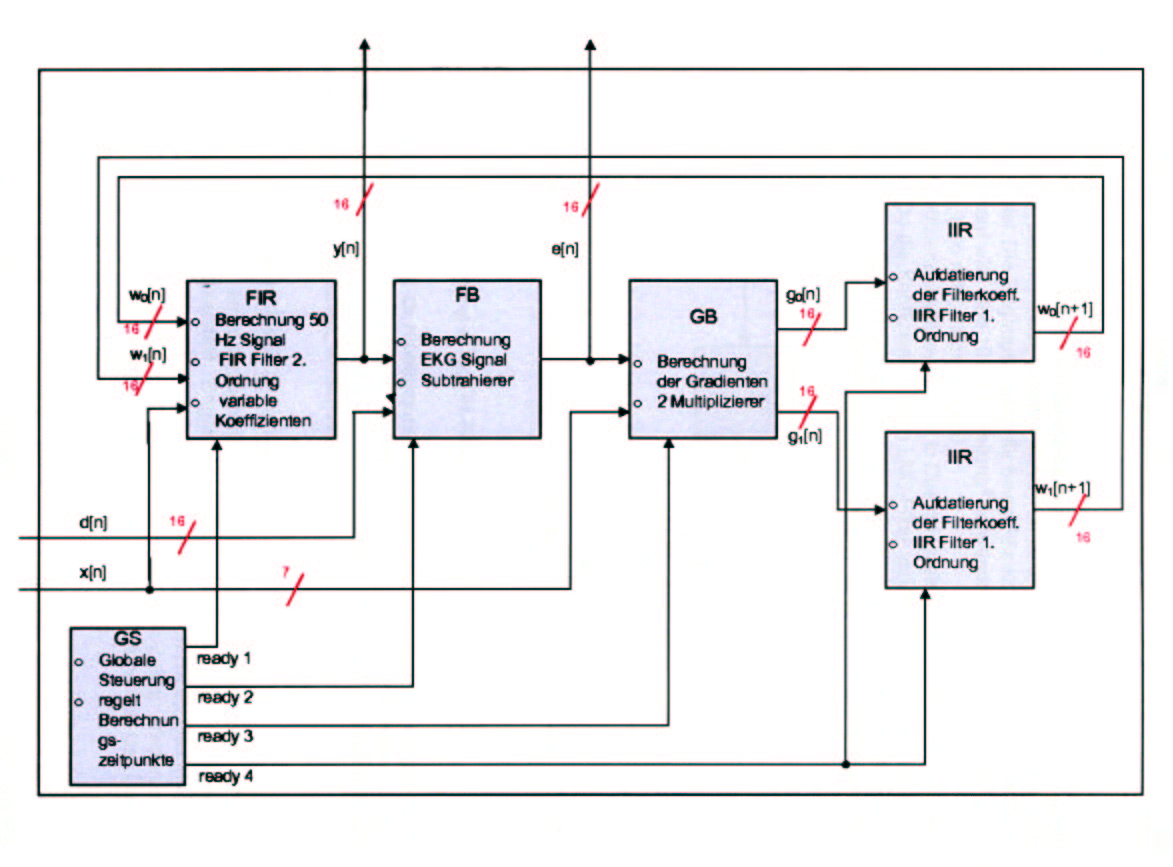 16
16
y[n]
e[n]
w₀[n]
16
w₁[n]
16
FIR
Berechnung 50
Hz Signal
FIR Filter 2.
Ordnung
variable
Koeffizienten
FB
Berechnung
EKG Signal
Subtrahierer
GB
Berechnung
der Gradienten
2 Multiplizierer
g₀[n]
16
16
g₁[n]
IIR
Aufdatierung
der Filterkoeff.
IIR Filter 1.
Ordnung
w₀[n+1]
16
IIR
Aufdatierung
der Filterkoeff.
IIR Filter 1.
Ordnung
w₁[n+1]
16
d[n]
16
x[n]
7
GS
Globale
Steuerung
regelt
Berechnun
gs-
zeitpunkte
ready 1
ready 2
ready 3
ready 4